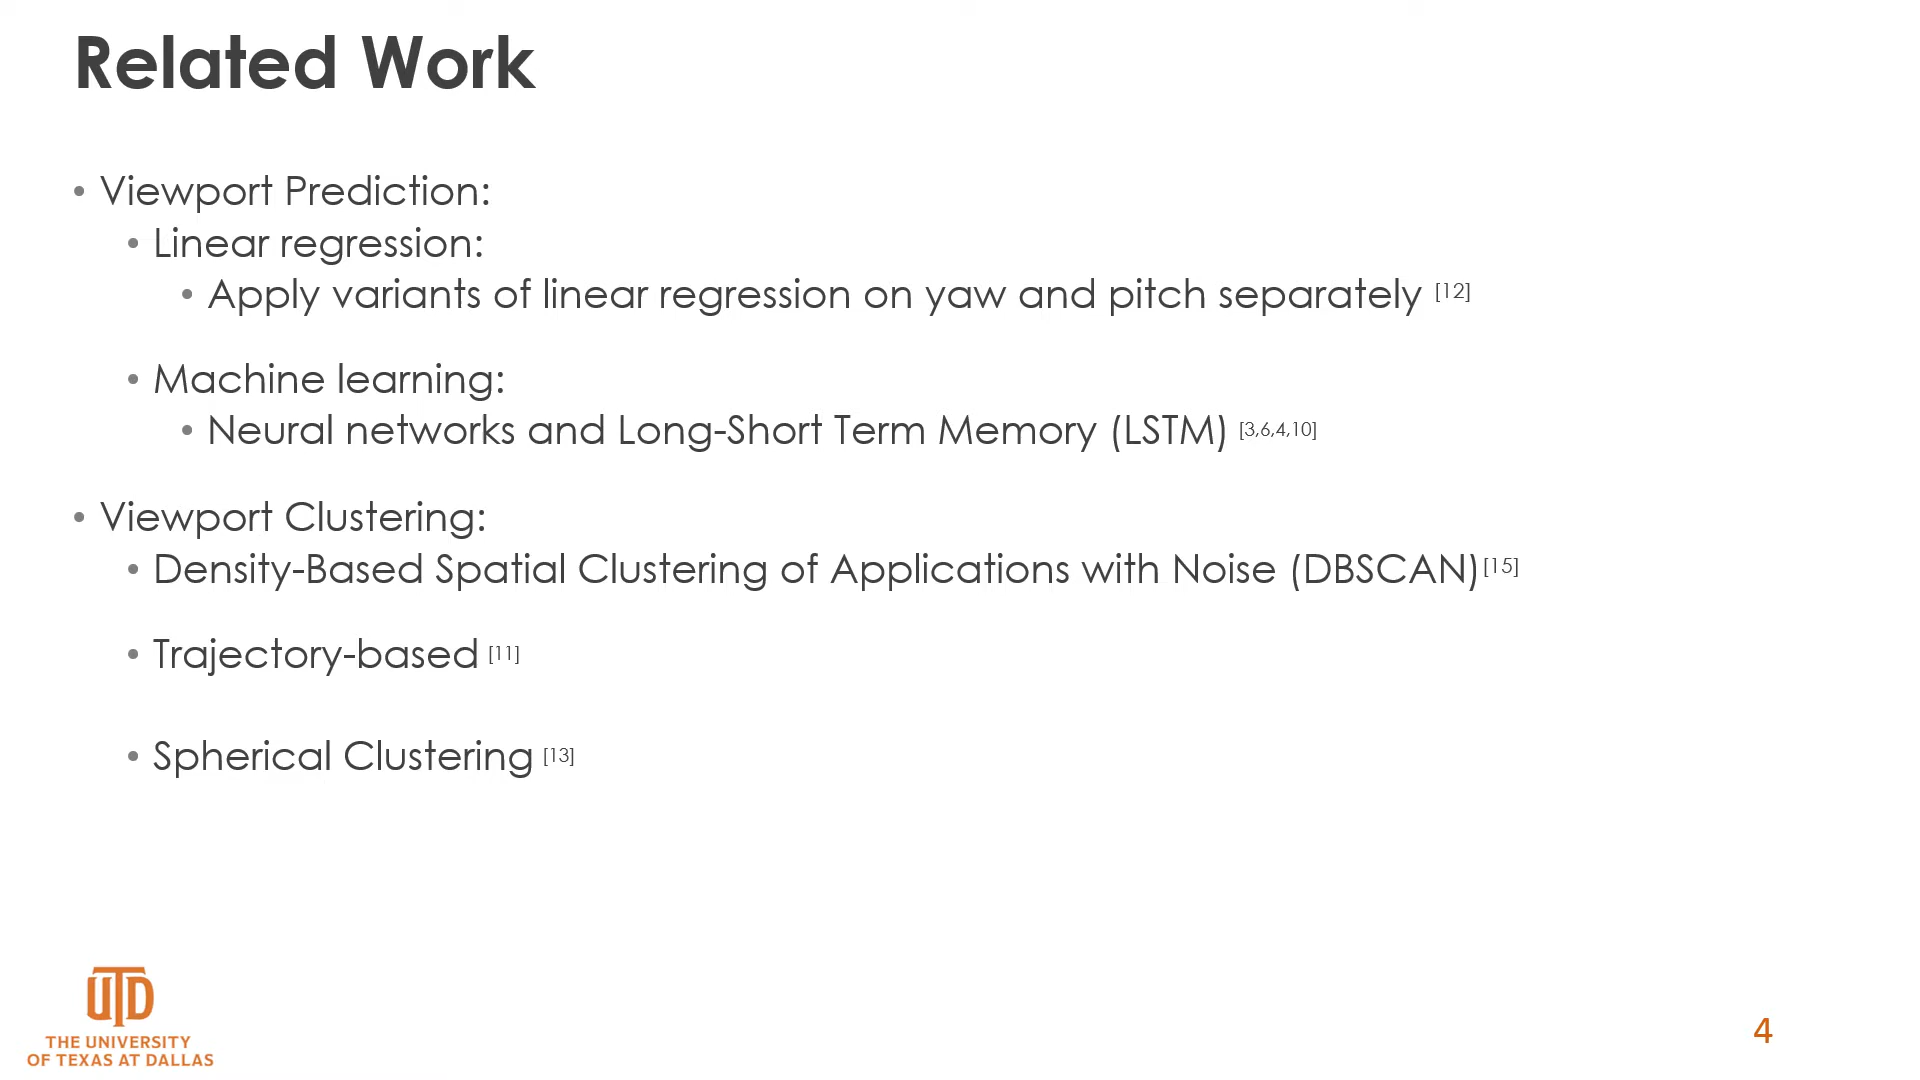 Related Work
• Viewport Prediction:
• Linear regression:
• Apply variants of linear regression on yaw and pitch separately [12]
• Machine learning:
• Neural networks and Long-Short Term Memory (LSTM) [3,6,4,10]
• Viewport Clustering:
• Density-Based Spatial Clustering of Applications with Noise (DBSCAN)[15]
• Trajectory-based [11]
• Spherical Clustering [13]
UTD
THE UNIVERSITY
OF TEXAS AT DALLAS
4